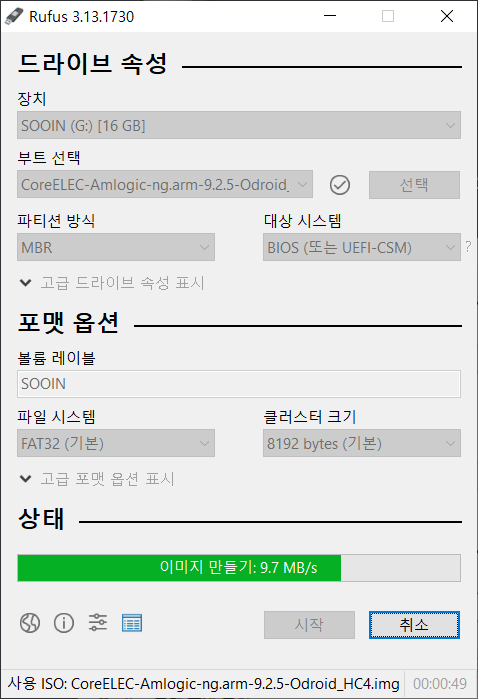 Rufus 3.13.1730
드라이브 속성
장치
SOOIN (G:) [16 GB]
부트 선택
CoreELEC-Amlogic-ng.arm-9.2.5-Odroid_
선택
파티션 방식
대상 시스템
MBR
BIOS (또는 UEFI-CSM)
?
고급 드라이브 속성 표시
포맷 옵션
볼륨 레이블
SOOIN
파일 시스템
클러스터 크기
FAT32 (기본)
8192 bytes (기본)
고급 포맷 옵션 표시
상태
이미지 만들기: 9.7 MB/s
시작
취소
사용 ISO: CoreELEC-Amlogic-ng.arm-9.2.5-Odroid_HC4.img
00:00:49